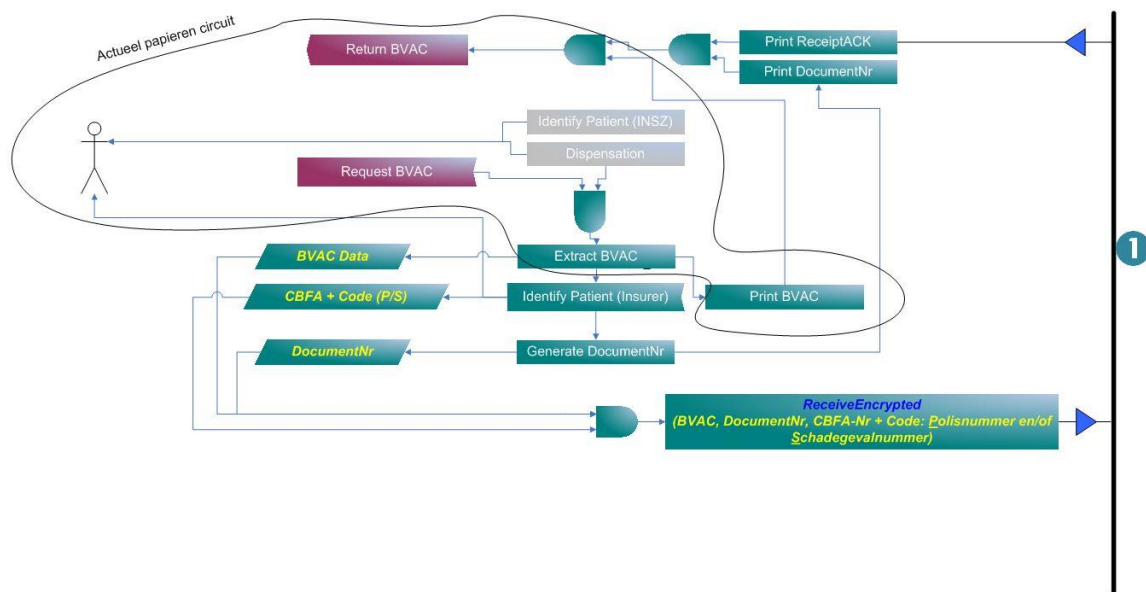 Actueel papieren circuit
Return BVAC
Print ReceiptACK
Print DocumentNr
Identify Patient (INSZ)
Dispensation
Request BVAC
BVAC Data
Extract BVAC
1
CBFA + Code (P/S)
Identify Patient (Insurer)
Print BVAC
DocumentNr
Generate DocumentNr
ReceiveEncrypted
(BVAC, DocumentNr, CBFA-Nr + Code: Polisnummer en/of
Schadegevalnummer)